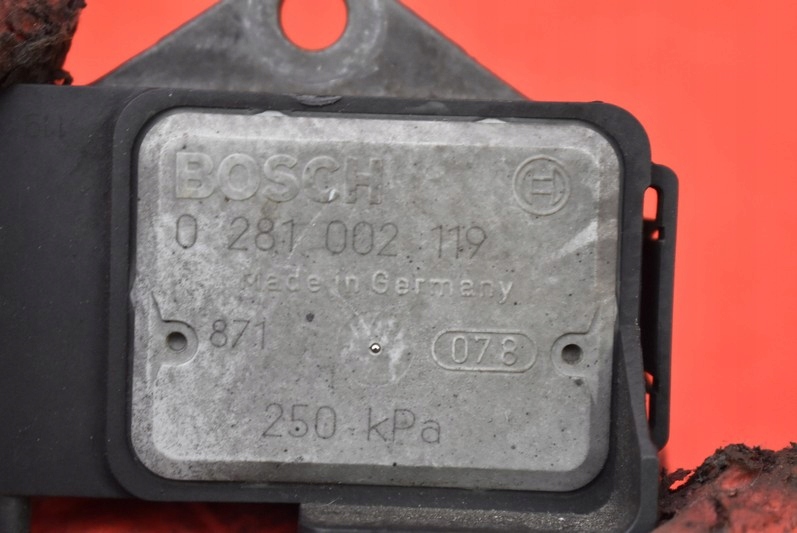 BOSCH
0 281 002 119
Made in Germany
871
078
250 kPa